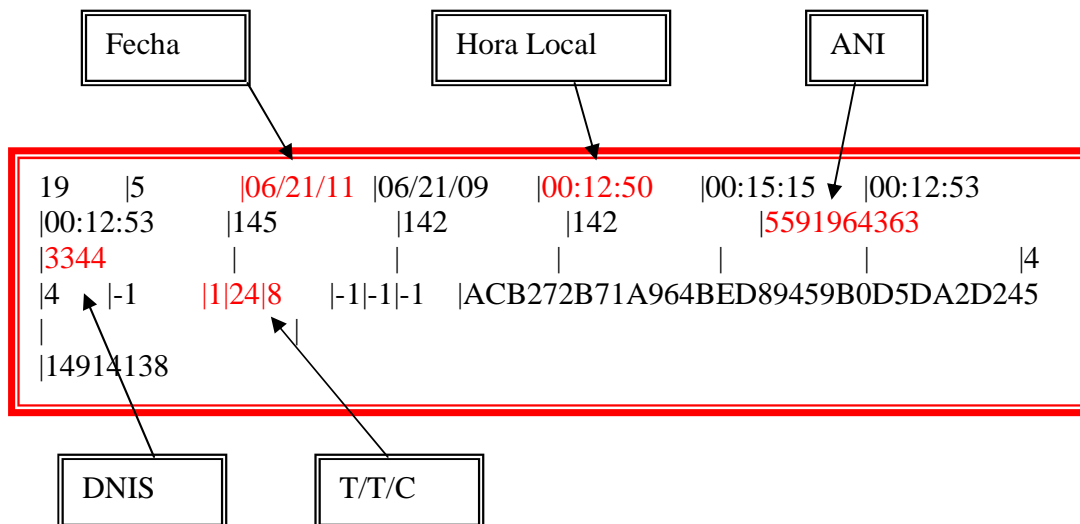 Fecha Hora Local ANI
19 |5 |06/21/11 |06/21/09 |00:12:50 |00:15:15 |00:12:53
|00:12:53 |145 |142 |142 |5591964363
|3344 | | | | | |4
|4 |-1 |1|24|8 |-1|-1|-1 |ACB272B71A964BED89459B0D5DA2D245
| |
|14914138
DNIS T/T/C